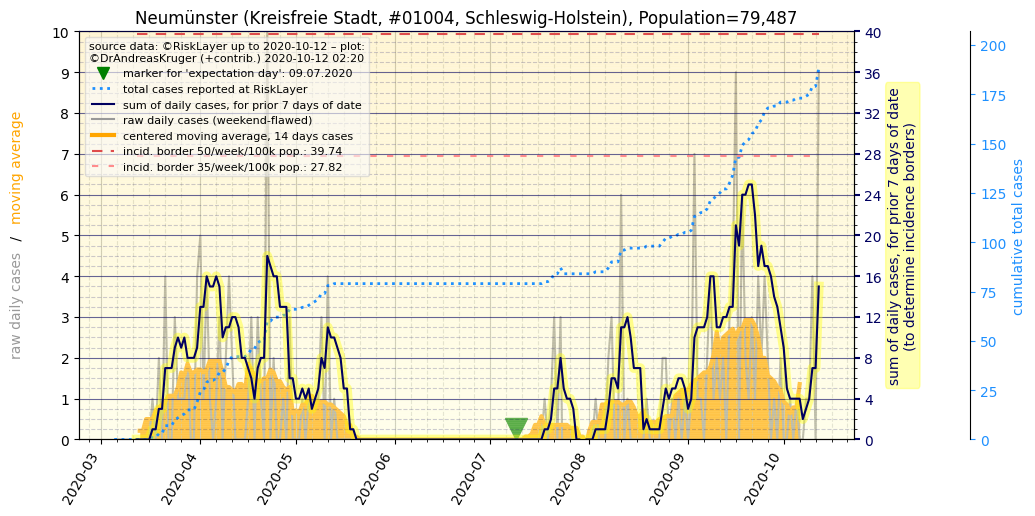 Neumünster (Kreisfreie Stadt, #01004, Schleswig-Holstein), Population=79,487
source data: ©RiskLayer up to 2020-10-12 – plot:
©DrAndreasKruger (+contrib.) 2020-10-12 02:20
marker for 'expectation day': 09.07.2020
total cases reported at RiskLayer
sum of daily cases, for prior 7 days of date
raw daily cases (weekend-flawed)
centered moving average, 14 days cases
incid. border 50/week/100k pop.: 39.74
incid. border 35/week/100k pop.: 27.82
raw daily cases / moving average
10
9
8
7
6
5
4
3
2
1
0
40
36
32
28
24
20
16
12
8
4
0
sum of daily cases, for prior 7 days of date
(to determine incidence borders)
200
175
150
125
100
75
50
25
0
cumulative total cases
2020-03
2020-04
2020-05
2020-06
2020-07
2020-08
2020-09
2020-10